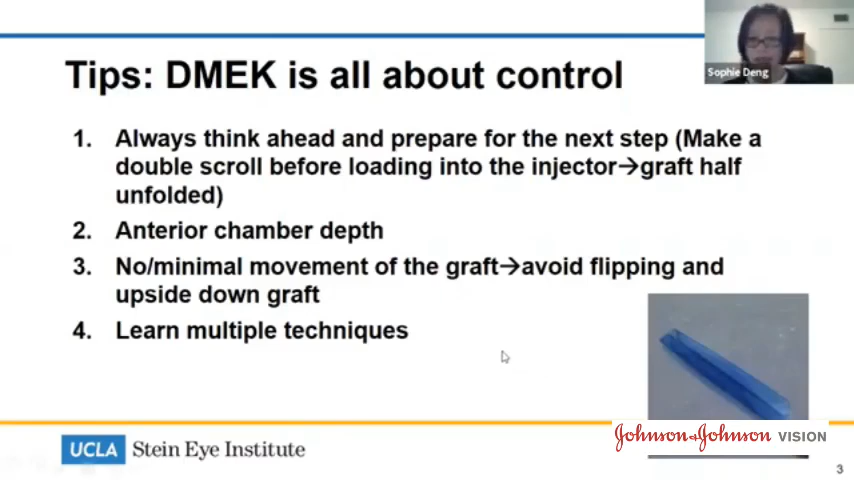 Sophie Deng
Tips: DMEK is all about control
1. Always think ahead and prepare for the next step (Make a
double scroll before loading into the injector→graft half
unfolded)
2. Anterior chamber depth
3. No/minimal movement of the graft→avoid flipping and
upside down graft
4. Learn multiple techniques
Johnson+Johnson VISION
UCLA Stein Eye Institute
3